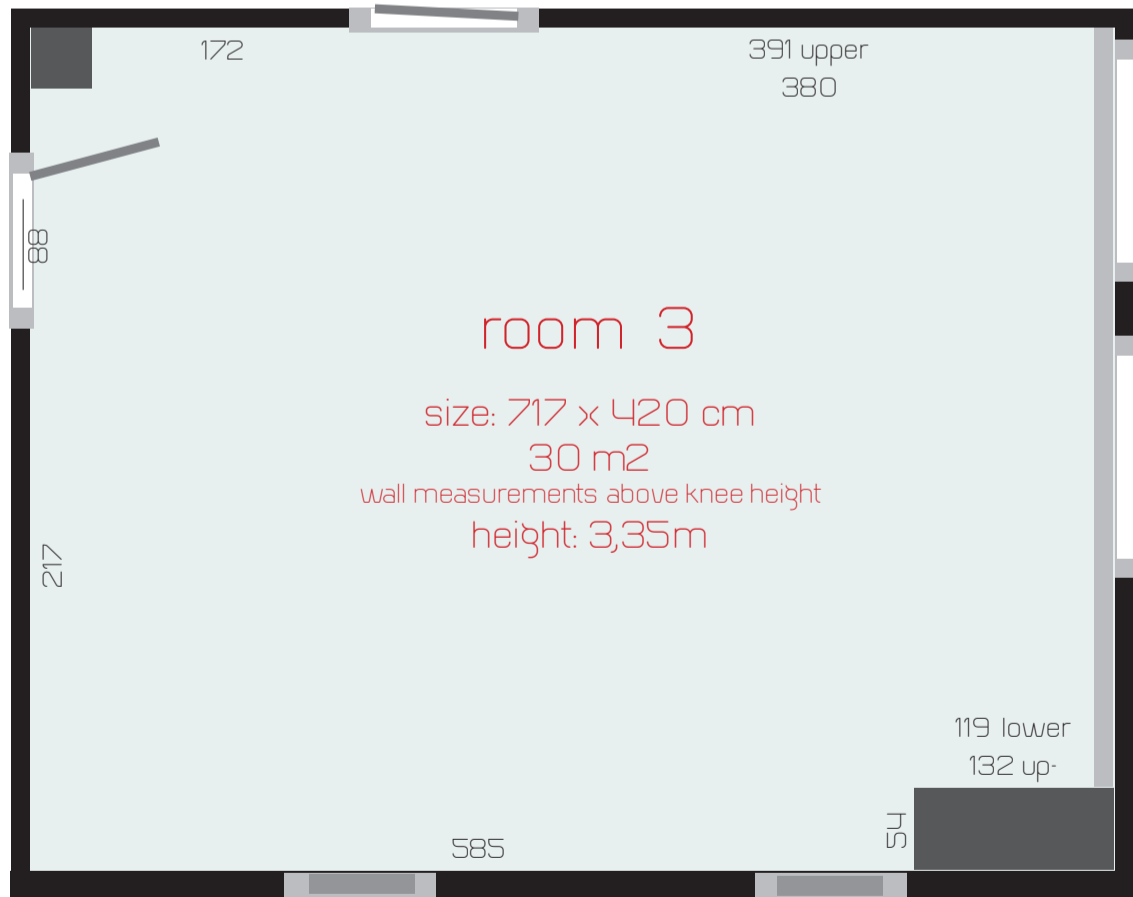 172
391 upper
380
88
room 3
size: 717 x 420 cm
30 m2
wall measurements above knee height
height: 3,35m
217
119 lower
132 up-
54
585